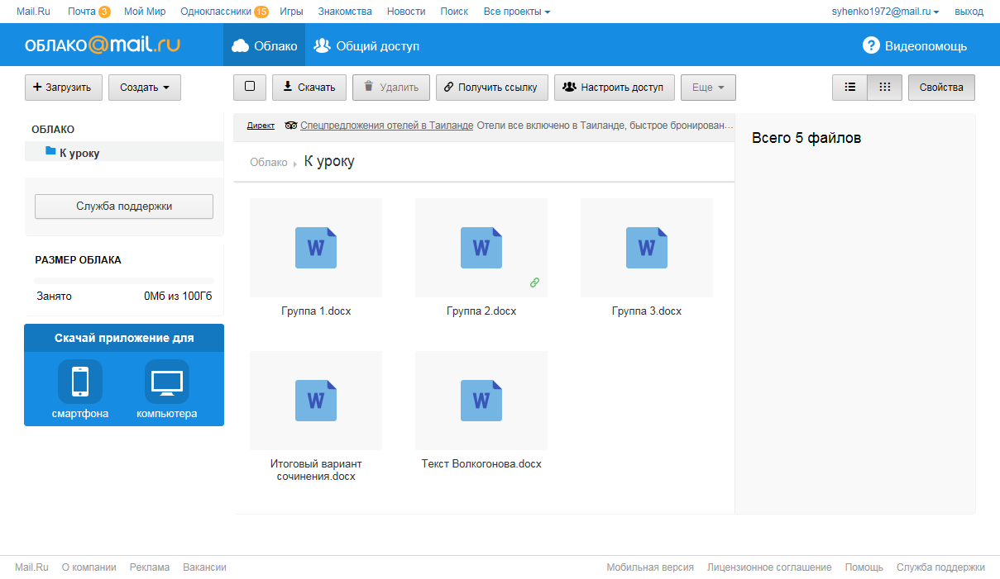 Mail.Ru Почта 3 Мой Мир Одноклассники 15 Игры Знакомства Новости Поиск Все проекты syhenko1972@mail.ru выход
ОБЛАКО@mail.ru Облако Общий доступ ? Видеопомощь
Загрузить Создать Скачать Удалить Получить ссылку Настроить доступ Еще Свойства
ОБЛАКО
К уроку
Служба поддержки
РАЗМЕР ОБЛАКА
Занято 0Мб из 100Гб
Скачай приложение для
смартфона компьютера
Директ Спецпредложения отелей в Таиланде Отели все включено в Таиланде, быстрое бронирован...
Облако К уроку
W W W
Группа 1.docx Группа 2.docx Группа 3.docx
W W
Итоговый вариант
сочинения.docx
Текст Волкогонова.docx
Всего 5 файлов
Mail.Ru О компании Реклама Вакансии Мобильная версия Лицензионное соглашение Помощь Служба поддержки